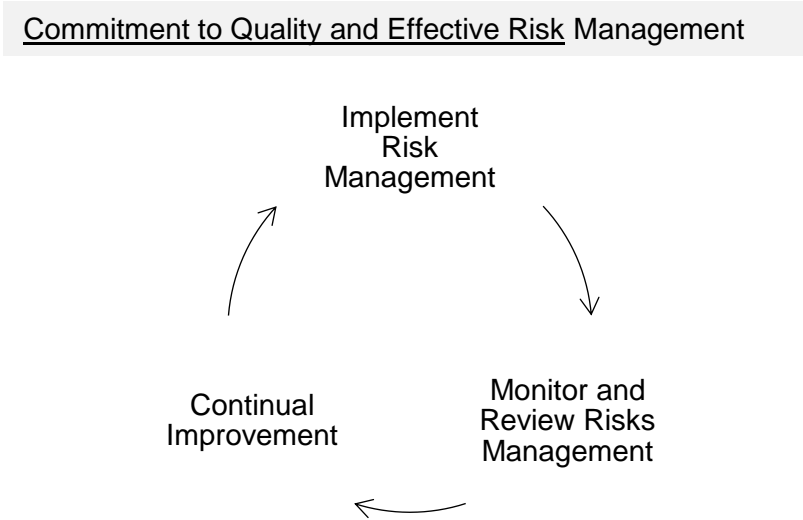 Commitment to Quality and Effective Risk Management
Implement
Risk
Management
Monitor and
Review Risks
Management
Continual
Improvement